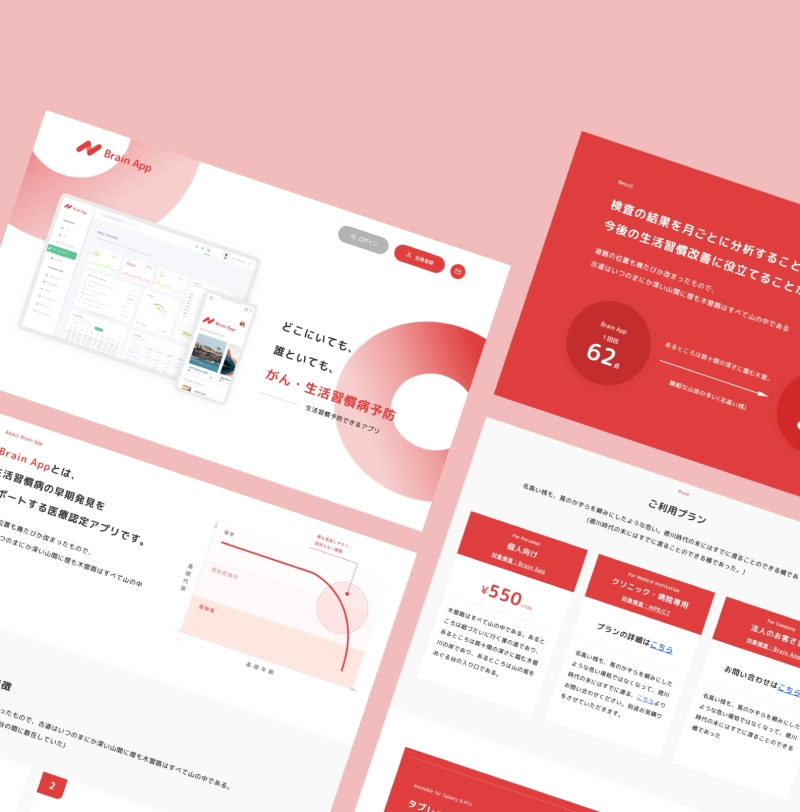 Brain App
ログイン
会員登録
Brain App
Brain App
どこにいても、
誰といても、
がん・生活習慣病予防
生活習慣予防できるアプリ
About Brain App
Brain Appとは、
活習慣病の早期発見を
ポートする医療認定アプリです。
位置も幾たびか改まったもので、
つのまにか深い山間に埋も木曽路はすべて山の中
基礎代謝
健常
認知症傾向
基礎年齢
徴
ったもので、古道はいつのまにか深い山間に埋も木曽路はすべて山の中である。
谷の間に散在していた)
2
Result
検査の結果を月ごとに分析すること
今後の生活習慣改善に役立てることが
道路の位置も幾たびか改まったもので、
古道はいつのまにか深い山間に埋も木曽路はすべて山の中である
Brain App
1回目
62点
あるところは数十間の深さに臨む木曽。
険組な山坂の多い(名高い桟)
Price
ご利用プラン
名高い桟も、蔦のかずらを頼みにしたような危い。徳川時代の末にはすでに渡ることのできる橋であ
(徳川時代の末にはすでに渡ることのできる橋であった。)
For Personal
個人向け
対象検査：Brain App
¥550
木曽路はすべて山の中である。あると
ころは岨づたいに行く崖の道であり、
あるところは数十間の深さに臨む木曽
川の岸であり、あるところは山の尾を
めぐる谷の入り口である。
For Medical Institution
クリニック・病院専用
対象検査：MPR/CT
プランの詳細はこちら
名高い桟も、蔦のかずらを頼みにした
ような危い場処ではなくなって、徳川
時代の末にはすでに渡る、こちらより
お問い合わせください。別途お見積り
をさせていただきます。
For Company
法人のお客さま
対象検査：Brain App
お問い合わせはこちら
名高い桟も、蔦のかずらを頼みにした
ような危い場処ではなくなって、徳川
時代の末にはすでに渡ることのできる
橋であった
Available for Tablets & PCs
タブレ